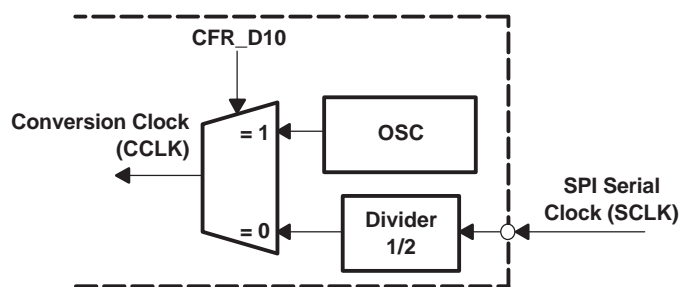 CFR_D10
Conversion Clock
(CCLK)
= 1
OSC
SPI Serial
Clock (SCLK)
= 0
Divider
1/2